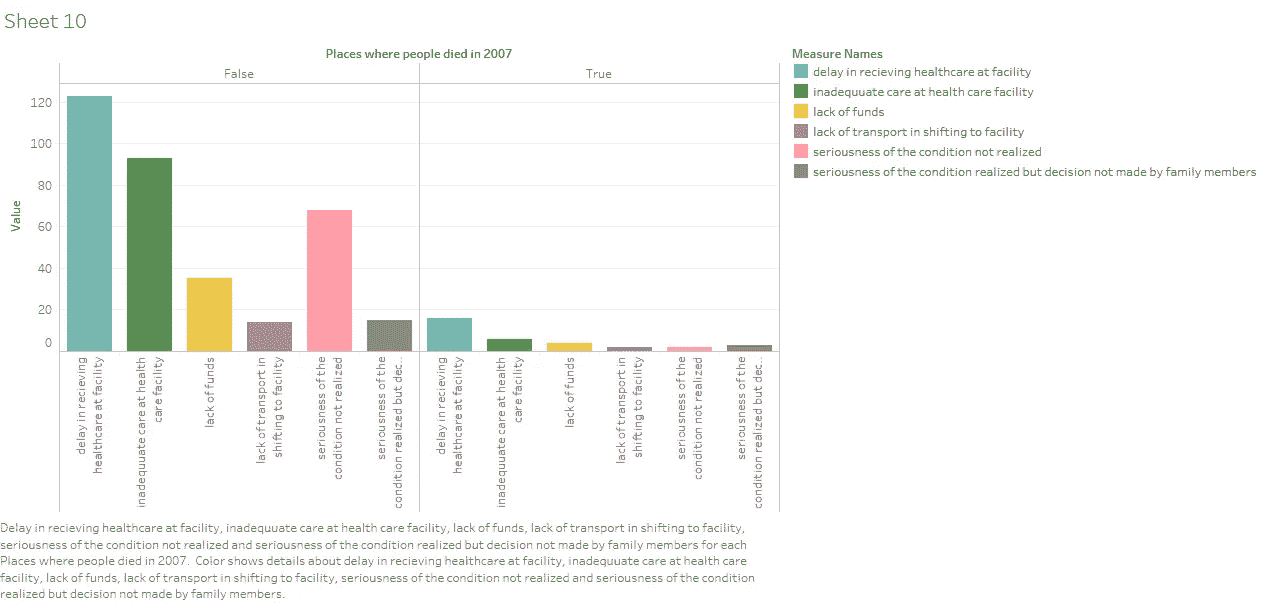 Sheet 10
Places where people died in 2007
False
True
Value
120
100
80
60
40
20
0
delay in recieving
healthcare at facility
inadequuate care at health
care facility
lack of funds
lack of transport in
shifting to facility
seriousness of the
condition not realized
seriousness of the
condition realized but dec..
delay in recieving
healthcare at facility
inadequuate care at health
care facility
lack of funds
lack of transport in
shifting to facility
seriousness of the
condition not realized
seriousness of the
condition realized but dec..
Measure Names
delay in recieving healthcare at facility
inadequuate care at health care facility
lack of funds
lack of transport in shifting to facility
seriousness of the condition not realized
seriousness of the condition realized but decision not made by family members
Delay in recieving healthcare at facility, inadequuate care at health care facility, lack of funds, lack of transport in shifting to facility,
seriousness of the condition not realized and seriousness of the condition realized but decision not made by family members for each
Places where people died in 2007.  Color shows details about delay in recieving healthcare at facility, inadequuate care at health care
facility, lack of funds, lack of transport in shifting to facility, seriousness of the condition not realized and seriousness of the condition
realized but decision not made by family members.